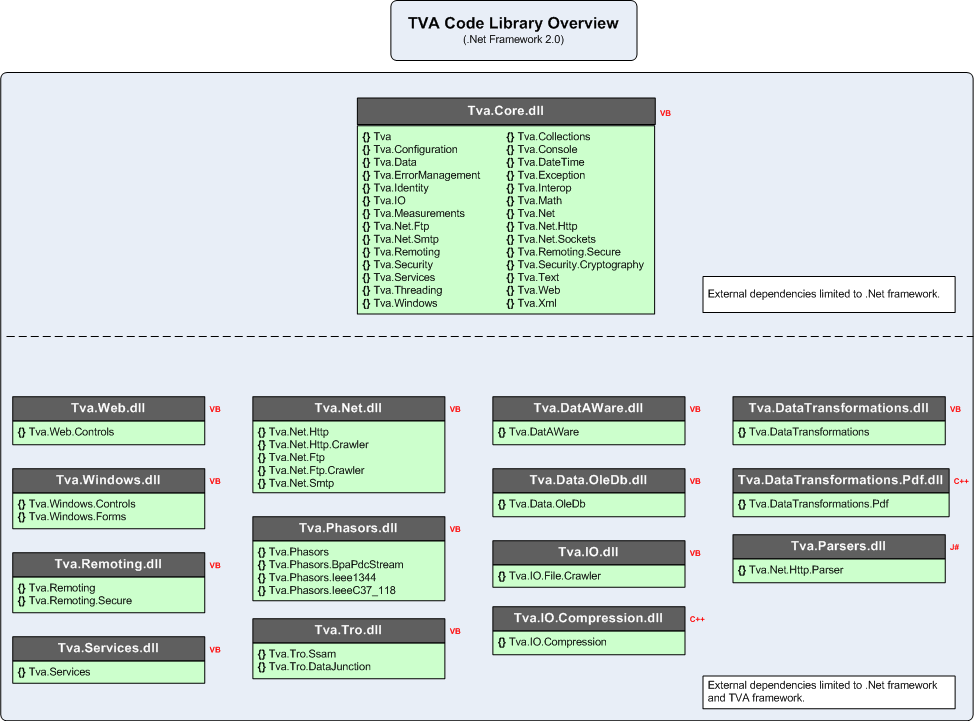 TVA Code Library Overview
(.Net Framework 2.0)
Tva.Core.dll
VB
{} Tva
{} Tva.Configuration
{} Tva.Data
{} Tva.ErrorManagement
{} Tva.Identity
{} Tva.IO
{} Tva.Measurements
{} Tva.Net.Ftp
{} Tva.Net.Smtp
{} Tva.Remoting
{} Tva.Security
{} Tva.Services
{} Tva.Threading
{} Tva.Windows
{} Tva.Collections
{} Tva.Console
{} Tva.DateTime
{} Tva.Exception
{} Tva.Interop
{} Tva.Math
{} Tva.Net
{} Tva.Net.Http
{} Tva.Net.Sockets
{} Tva.Remoting.Secure
{} Tva.Security.Cryptography
{} Tva.Text
{} Tva.Web
{} Tva.Xml
External dependencies limited to .Net framework.
Tva.Web.dll
VB
{} Tva.Web.Controls
Tva.Windows.dll
VB
{} Tva.Windows.Controls
{} Tva.Windows.Forms
Tva.Remoting.dll
VB
{} Tva.Remoting
{} Tva.Remoting.Secure
Tva.Services.dll
VB
{} Tva.Services
Tva.Net.dll
VB
{} Tva.Net.Http
{} Tva.Net.Http.Crawler
{} Tva.Net.Ftp
{} Tva.Net.Ftp.Crawler
{} Tva.Net.Smtp
Tva.Phasors.dll
VB
{} Tva.Phasors
{} Tva.Phasors.BpaPdcStream
{} Tva.Phasors.Ieee1344
{} Tva.Phasors.IeeeC37_118
Tva.Tro.dll
VB
{} Tva.Tro.Ssam
{} Tva.Tro.DataJunction
Tva.DatAWare.dll
VB
{} Tva.DatAWare
Tva.Data.OleDb.dll
VB
{} Tva.Data.OleDb
Tva.IO.dll
VB
{} Tva.IO.File.Crawler
Tva.IO.Compression.dll
C++
{} Tva.IO.Compression
Tva.DataTransformations.dll
VB
{} Tva.DataTransformations
Tva.DataTransformations.Pdf.dll
C++
{} Tva.DataTransformations.Pdf
Tva.Parsers.dll
J#
{} Tva.Net.Http.Parser
External dependencies limited to .Net framework
and TVA framework.